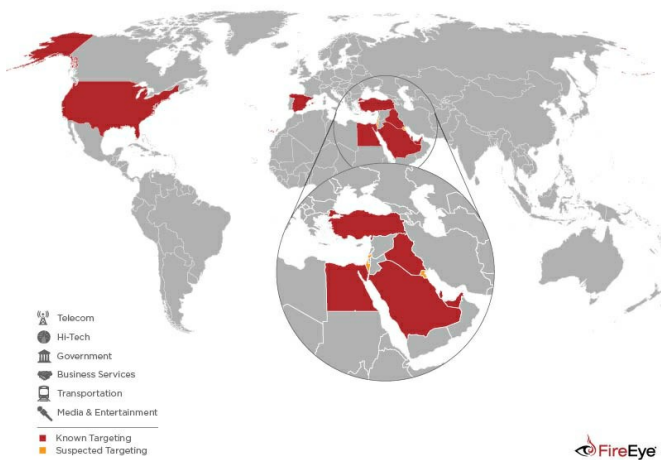 Telecom
Hi-Tech
Government
Business Services
Transportation
Media & Entertainment
Known Targeting
Suspected Targeting
FireEye